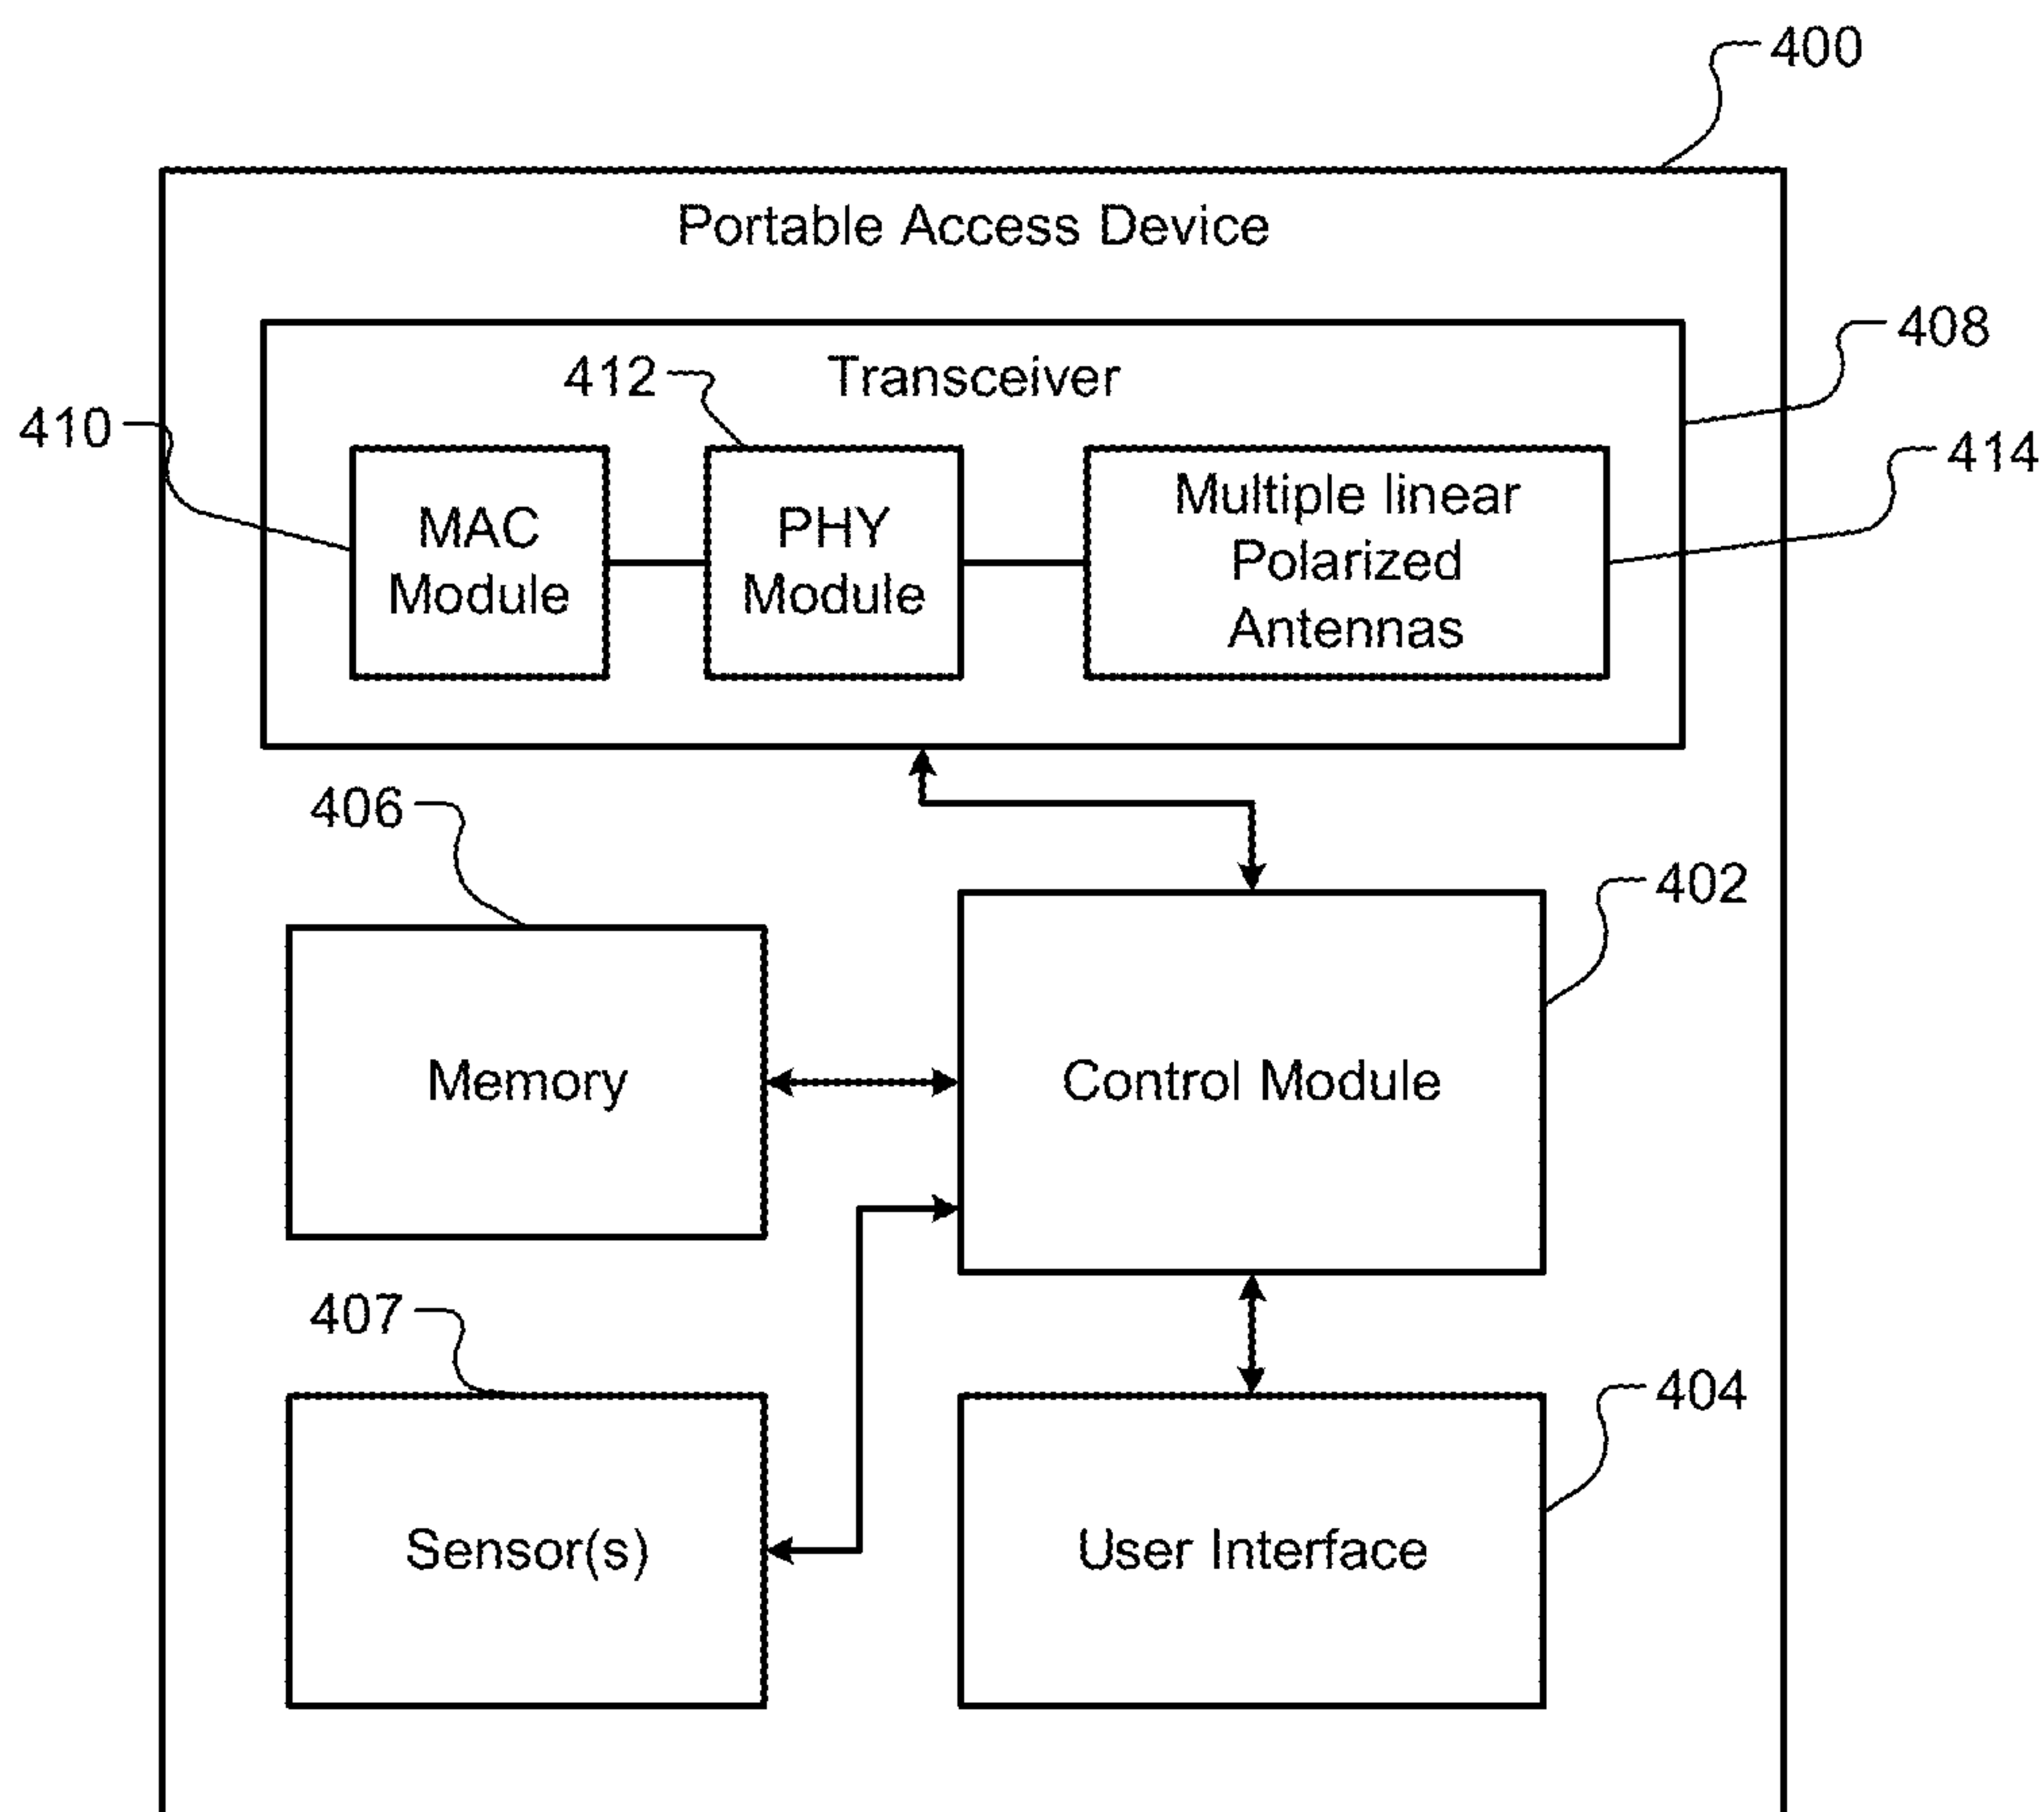 400
Portable Access Device
408
412
Transceiver
410
414
MAC
Module
PHY
Module
Multiple linear
Polarized
Antennas
406
402
Memory
Control Module
407
404
Sensor(s)
User Interface